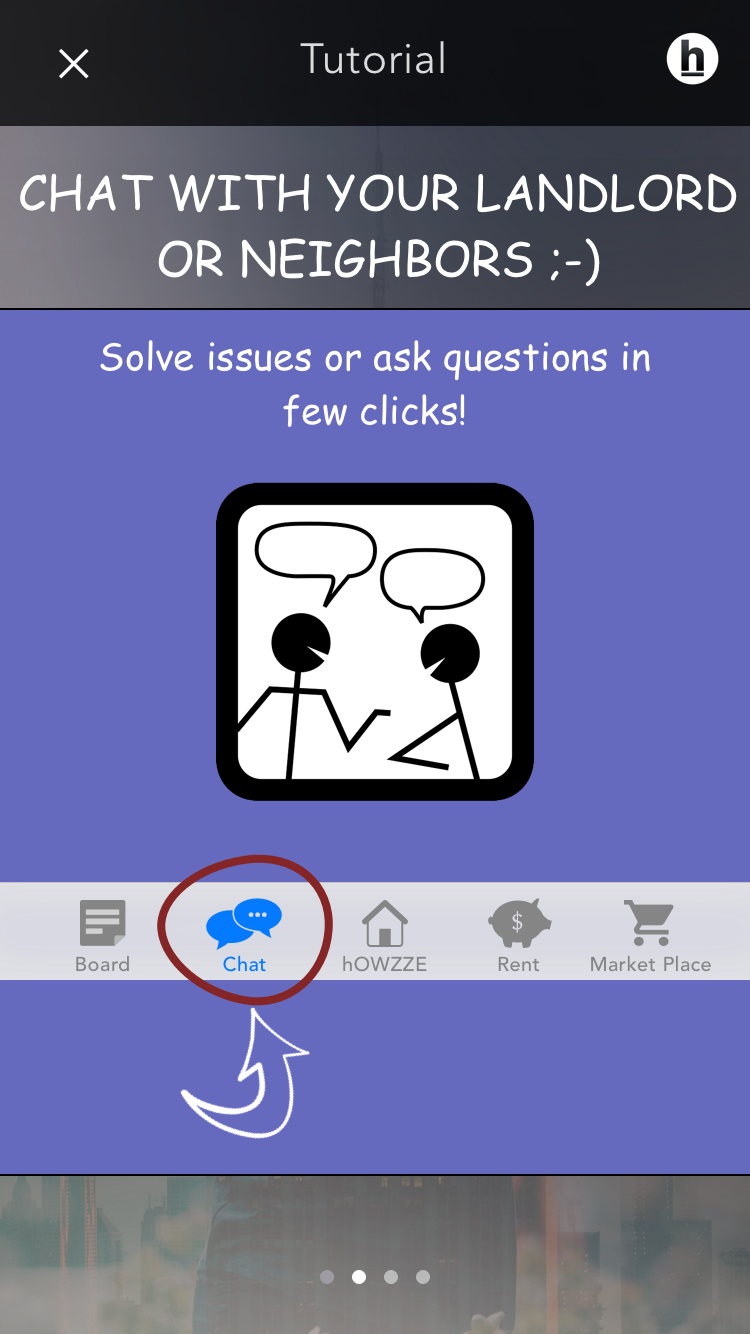 Tutorial
h
CHAT WITH YOUR LANDLORD
OR NEIGHBORS ;-)
Solve issues or ask questions in
few clicks!
$
Board
Chat
hOWZZE
Rent
Market Place